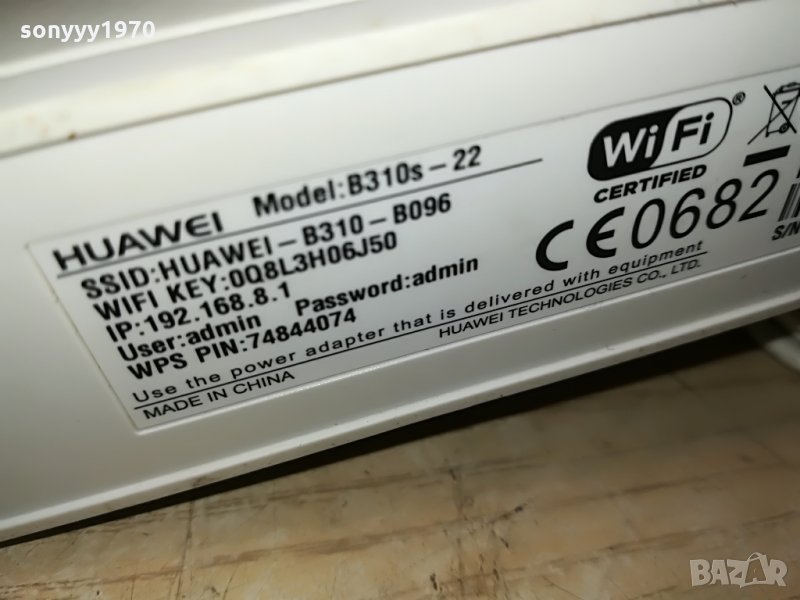 sonyyy1970
HUAWEI Model:B310s-22
SSID:HUAWEI-B310-B096
WIFI KEY:0Q8L3H06J50
IP:192.168.8.1
User:admin Password:admin
WPS PIN:74844074
Use the power adapter that is delivered with equipment
HUAWEI TECHNOLOGIES CO., LTD.
MADE IN CHINA
WiFi®
CERTIFIED
CE0682
S/N
BAZAR